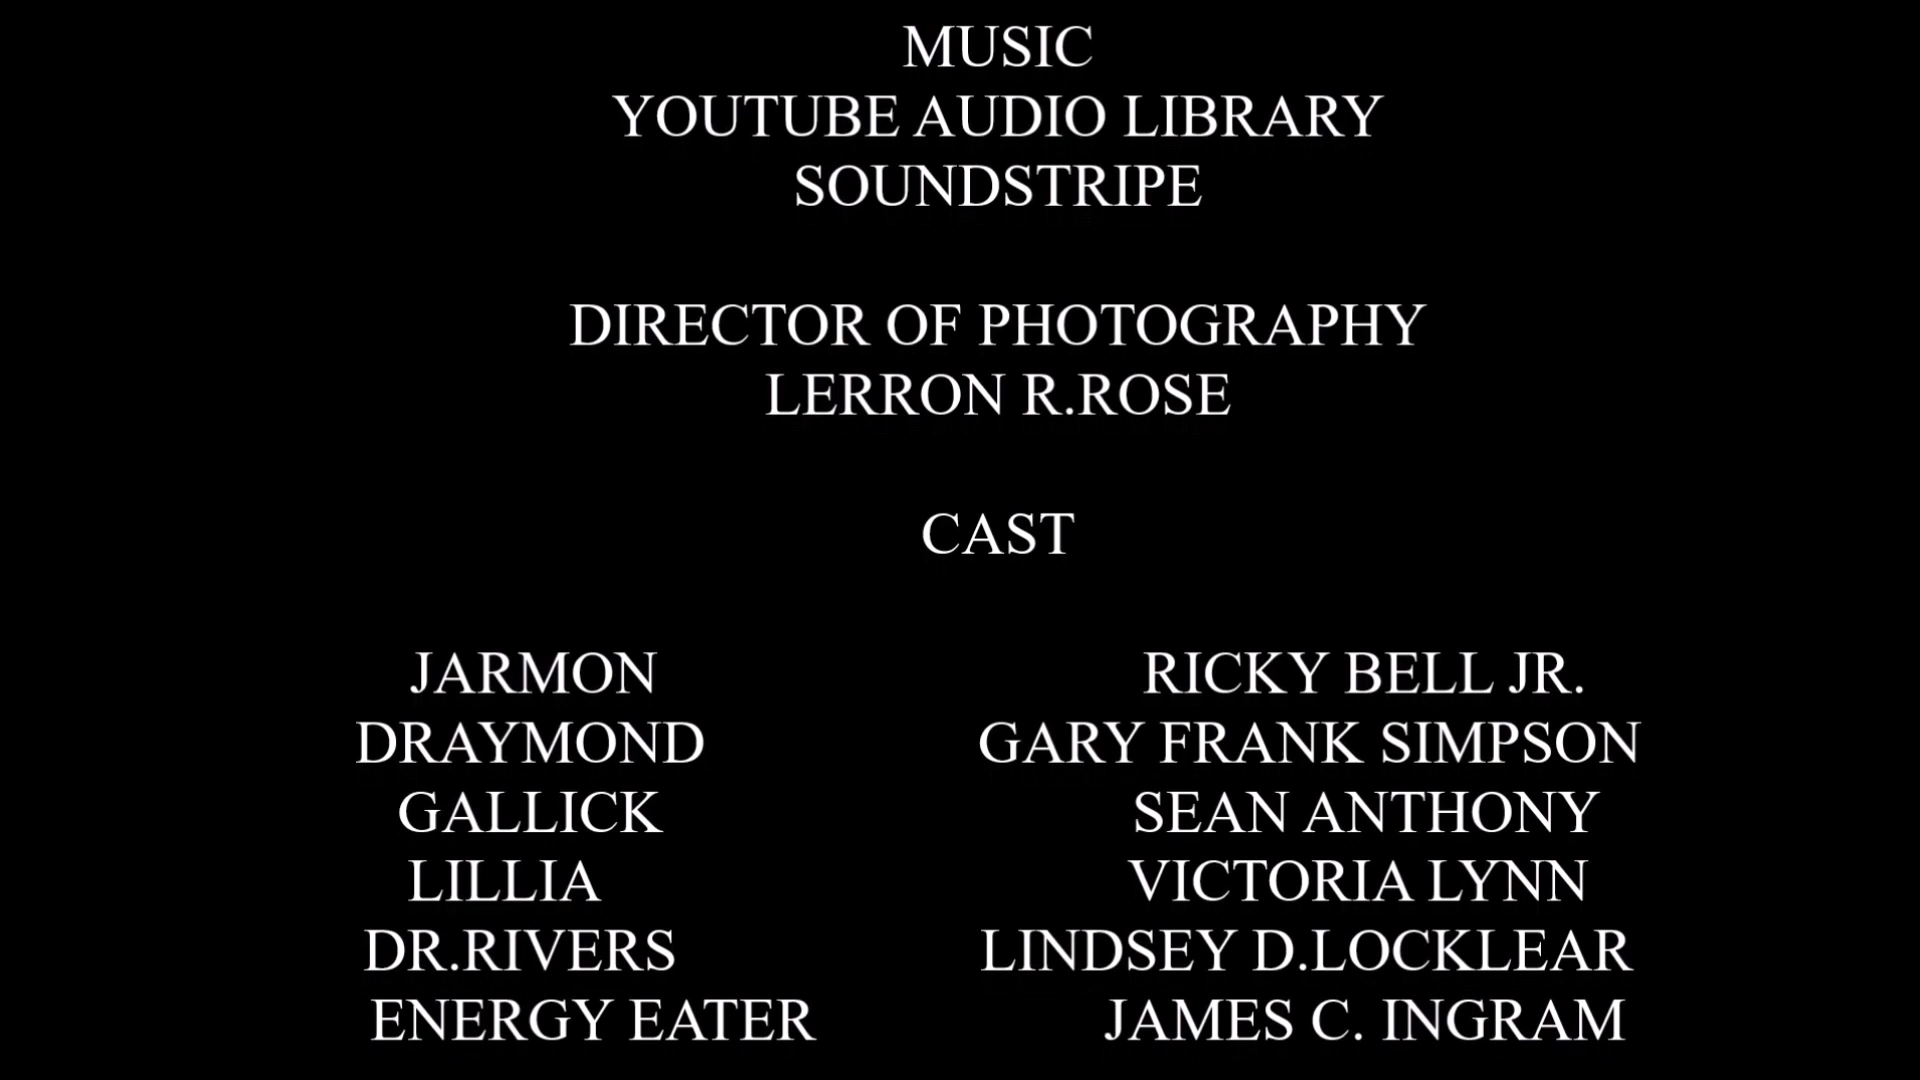 MUSIC
YOUTUBE AUDIO LIBRARY
SOUNDSTRIPE
DIRECTOR OF PHOTOGRAPHY
LERRON R.ROSE
CAST
JARMON RICKY BELL JR.
DRAYMOND GARY FRANK SIMPSON
GALLICK SEAN ANTHONY
LILLIA VICTORIA LYNN
DR.RIVERS LINDSEY D.LOCKLEAR
ENERGY EATER JAMES C. INGRAM